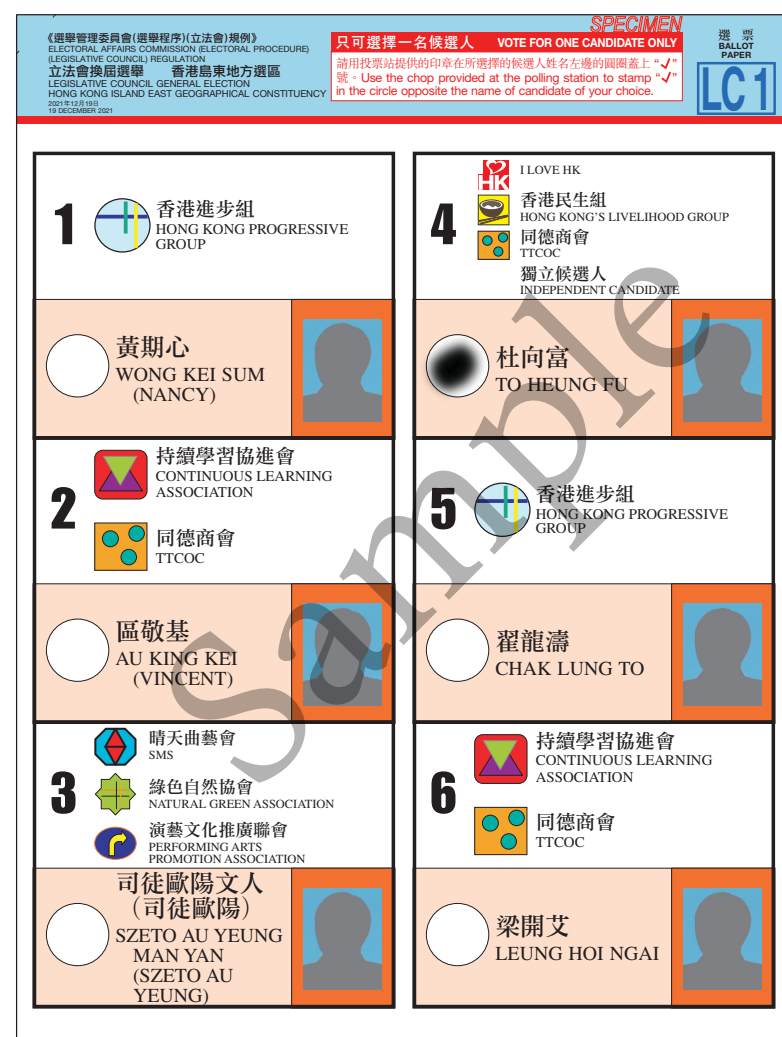 《選舉管理委員會(選舉程序)(立法會)規例》
ELECTORAL AFFAIRS COMMISSION (ELECTORAL PROCEDURE)
(LEGISLATIVE COUNCIL) REGULATION
立法會換屆選舉 香港島東地方選區
LEGISLATIVE COUNCIL GENERAL ELECTION
HONG KONG ISLAND EAST GEOGRAPHICAL CONSTITUENCY
2021年12月19日
19 DECEMBER 2021
SPECIMEN
只可選擇一名候選人 VOTE FOR ONE CANDIDATE ONLY
請用投票站提供的印章在所選擇的候選人姓名左邊的圓圈蓋上 “✓”
號。Use the chop provided at the polling station to stamp “✓”
in the circle opposite the name of candidate of your choice.
選 票
BALLOT
PAPER
LC1
1
香港進步組
HONG KONG PROGRESSIVE
GROUP
黃期心
WONG KEI SUM
(NANCY)
2
持續學習協進會
CONTINUOUS LEARNING
ASSOCIATION
同德商會
TTCOC
區敬基
AU KING KEI
(VINCENT)
3
晴天曲藝會
SMS
綠色自然協會
NATURAL GREEN ASSOCIATION
演藝文化推廣聯會
PERFORMING ARTS
PROMOTION ASSOCIATION
司徒歐陽文人
(司徒歐陽)
SZETO AU YEUNG
MAN YAN
(SZETO AU
YEUNG)
4
HK
I LOVE HK
香港民生組
HONG KONG'S LIVELIHOOD GROUP
同德商會
TTCOC
獨立候選人
INDEPENDENT CANDIDATE
杜向富
TO HEUNG FU
5
香港進步組
HONG KONG PROGRESSIVE
GROUP
翟龍濤
CHAK LUNG TO
6
持續學習協進會
CONTINUOUS LEARNING
ASSOCIATION
同德商會
TTCOC
梁開艾
LEUNG HOI NGAI
Sample